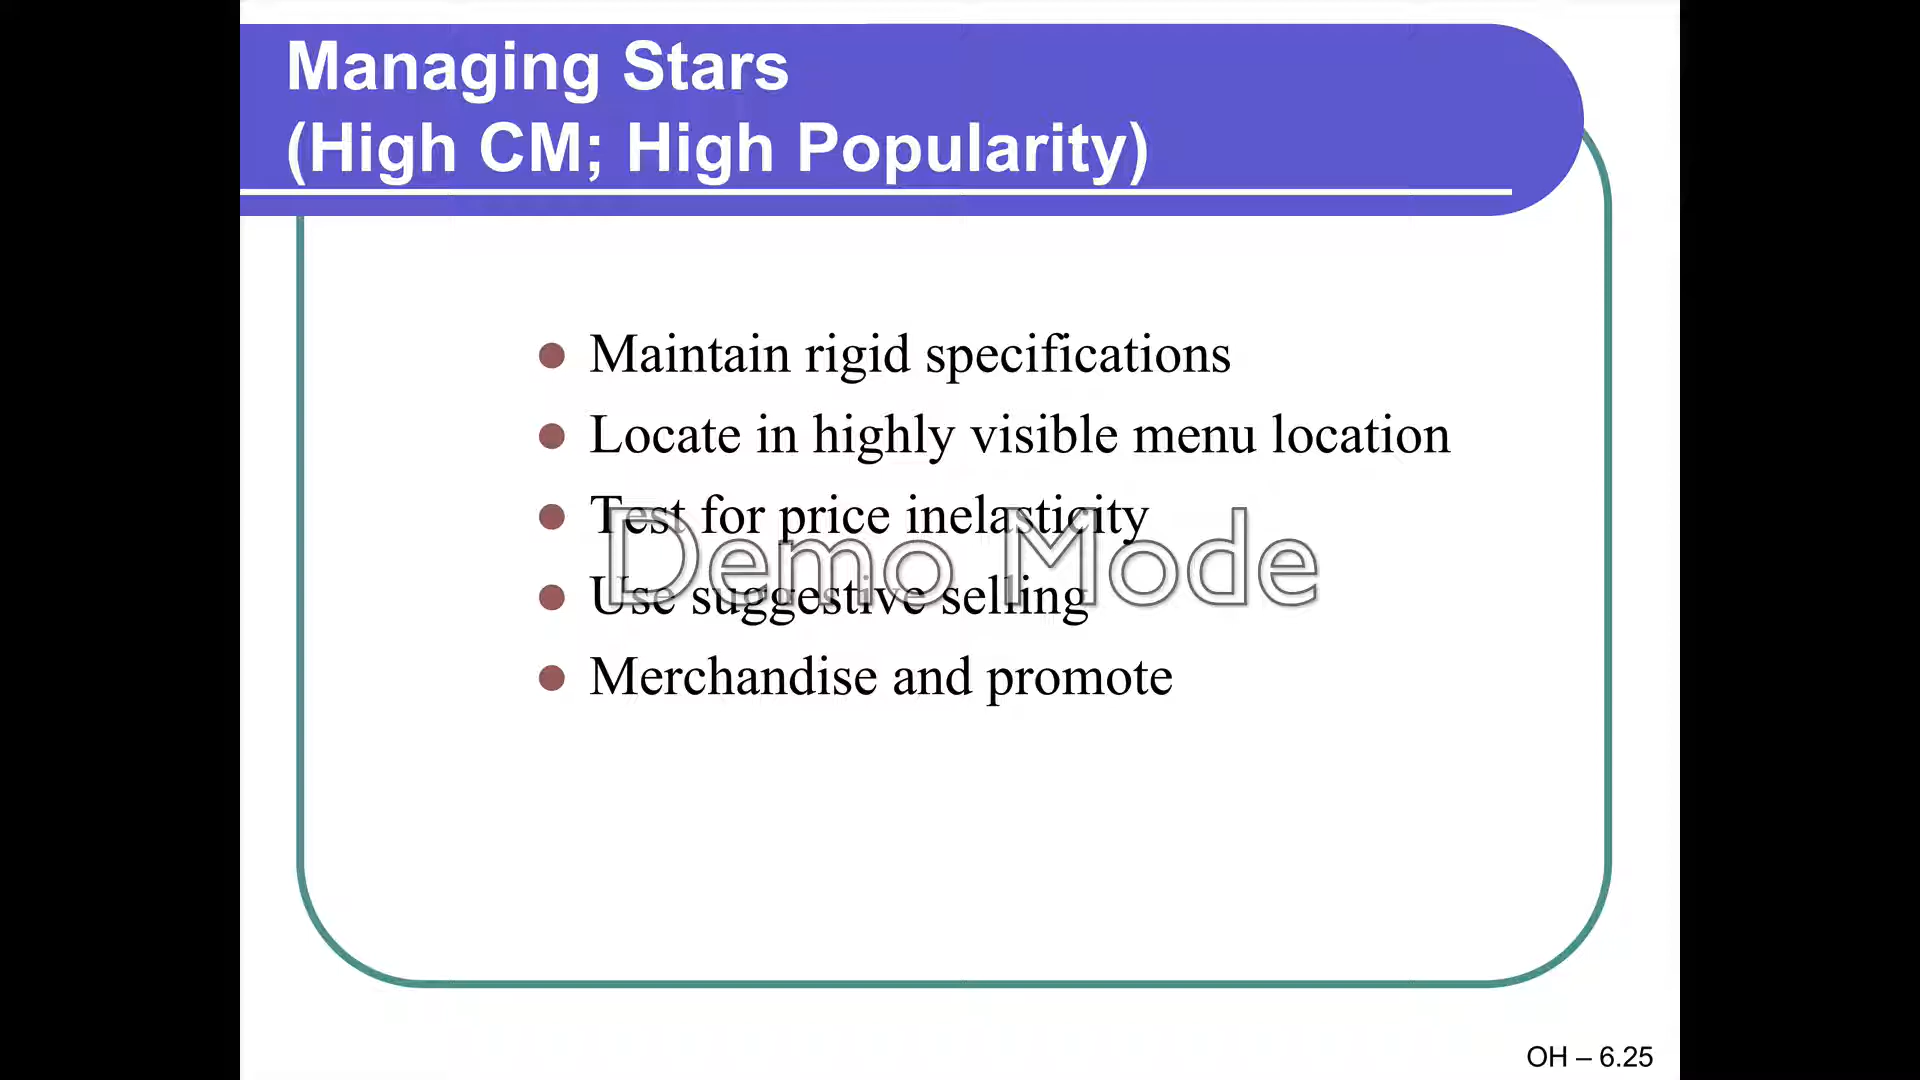 Managing Stars
(High CM; High Popularity)
Maintain rigid specifications
Locate in highly visible menu location
Test for price inelasticity
Demo Mode
Use suggestive selling
Merchandise and promote
OH – 6.25